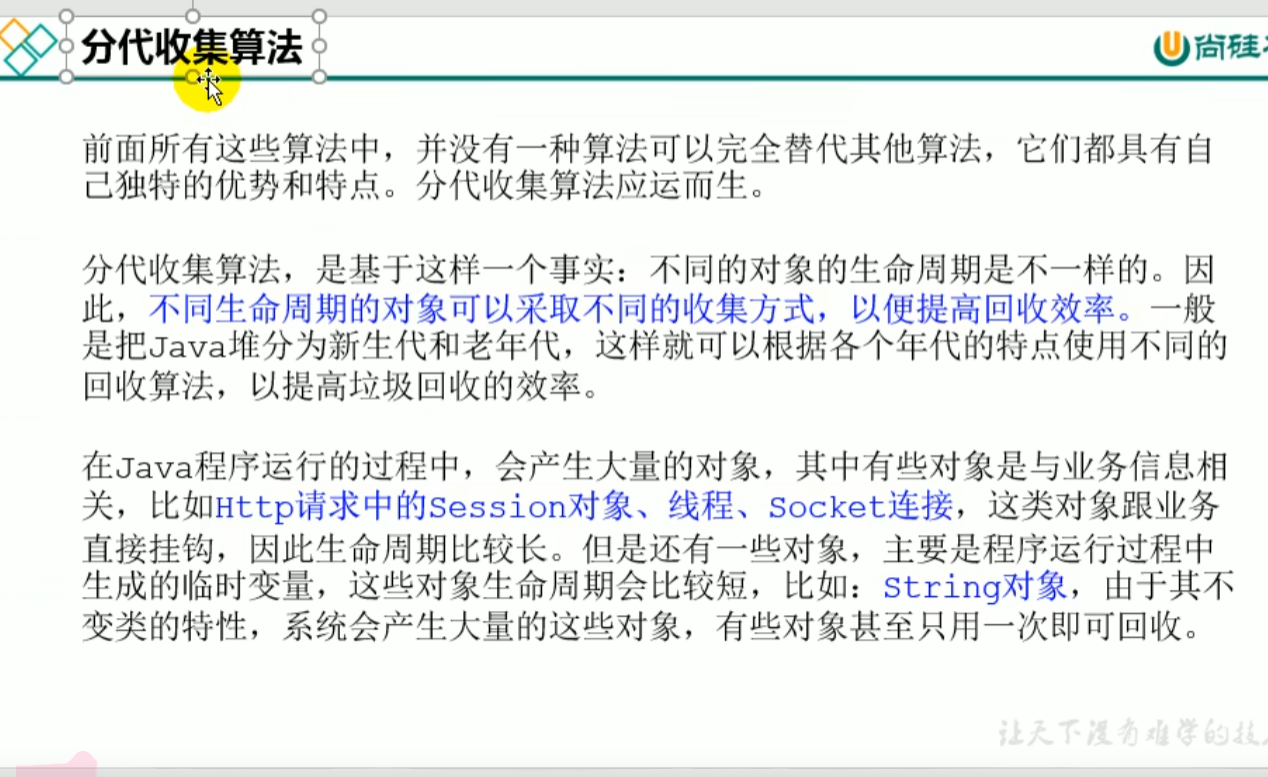 分代收集算法
尚硅
前面所有这些算法中，并没有一种算法可以完全替代其他算法，它们都具有自
己独特的优势和特点。分代收集算法应运而生。
分代收集算法，是基于这样一个事实：不同的对象的生命周期是不一样的。因
此，不同生命周期的对象可以采取不同的收集方式，以便提高回收效率。一般
是把Java堆分为新生代和老年代，这样就可以根据各个年代的特点使用不同的
回收算法，以提高垃圾回收的效率。
在Java程序运行的过程中，会产生大量的对象，其中有些对象是与业务信息相
关，比如Http请求中的Session对象、线程、Socket连接，这类对象跟业务
直接挂钩，因此生命周期比较长。但是还有一些对象，主要是程序运行过程中
生成的临时变量，这些对象生命周期会比较短，比如：String对象，由于其不
变类的特性，系统会产生大量的这些对象，有些对象甚至只用一次即可回收。
让天下没有难学的技